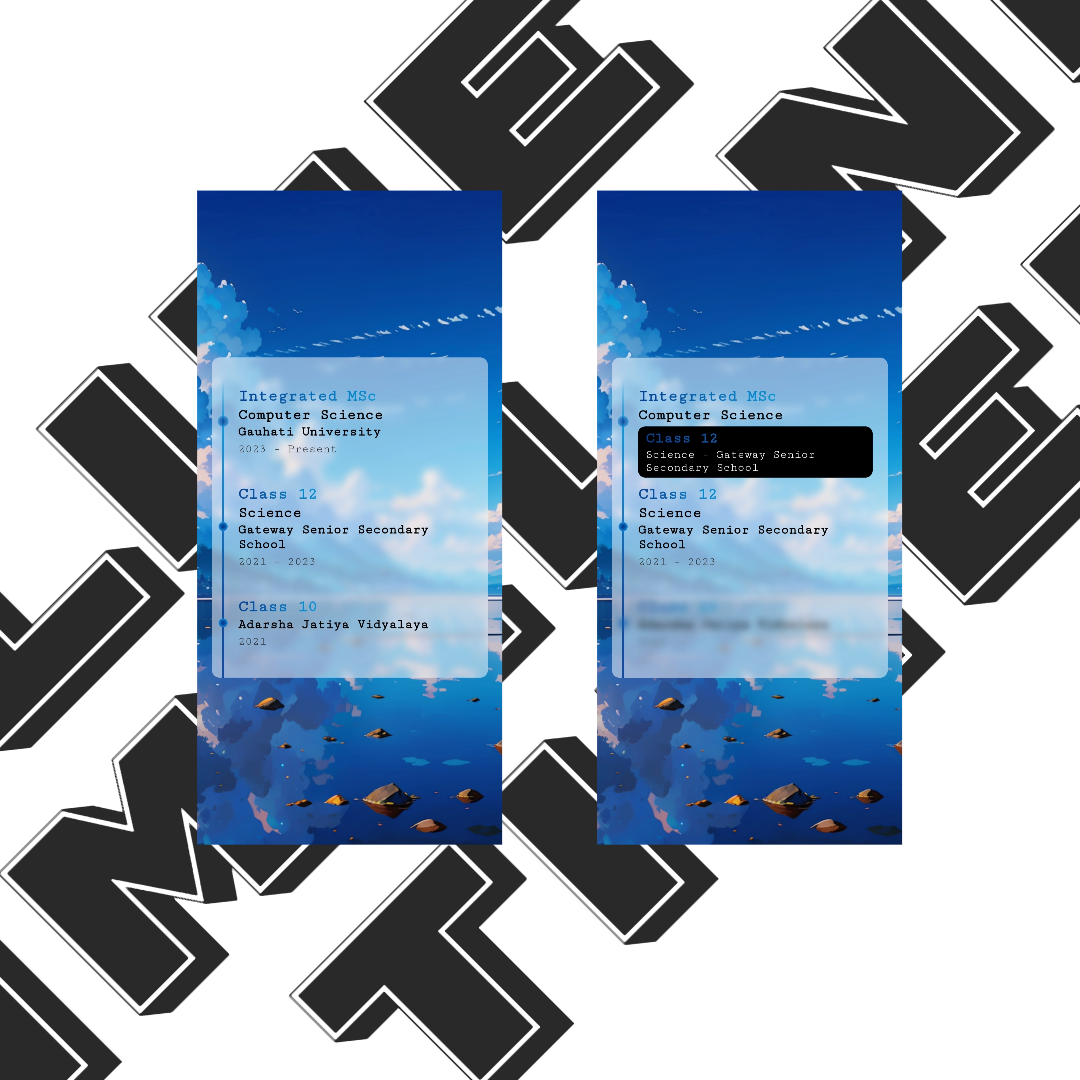 TIMELINE
TIMELINE
Integrated MSc
Computer Science
Gauhati University
2023 - Present
Class 12
Science
Gateway Senior Secondary
School
2021 - 2023
Class 10
Adarsha Jatiya Vidyalaya
2021
Integrated MSc
Computer Science
Class 12
Science - Gateway Senior
Secondary School
Class 12
Science
Gateway Senior Secondary
School
2021 - 2023